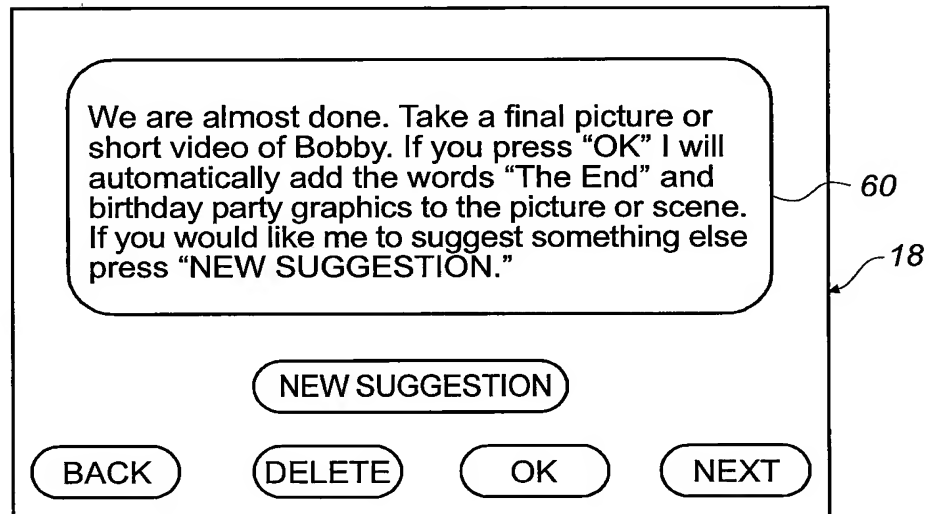 We are almost done. Take a final picture or
short video of Bobby. If you press “OK” I will
automatically add the words “The End” and
birthday party graphics to the picture or scene.
If you would like me to suggest something else
press “NEW SUGGESTION.”
60
18
NEW SUGGESTION
BACK DELETE OK NEXT